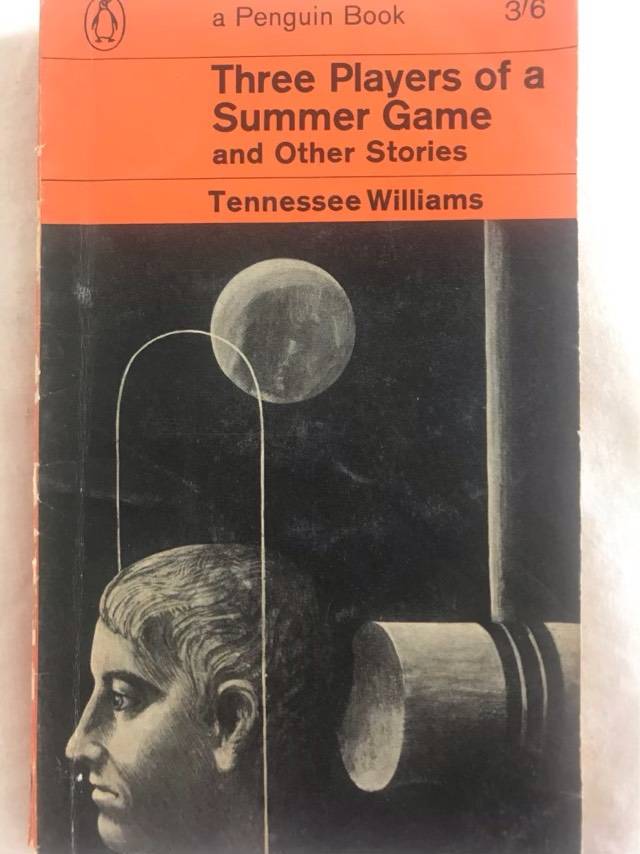 a Penguin Book
3/6
Three Players of a
Summer Game
and Other Stories
Tennessee Williams